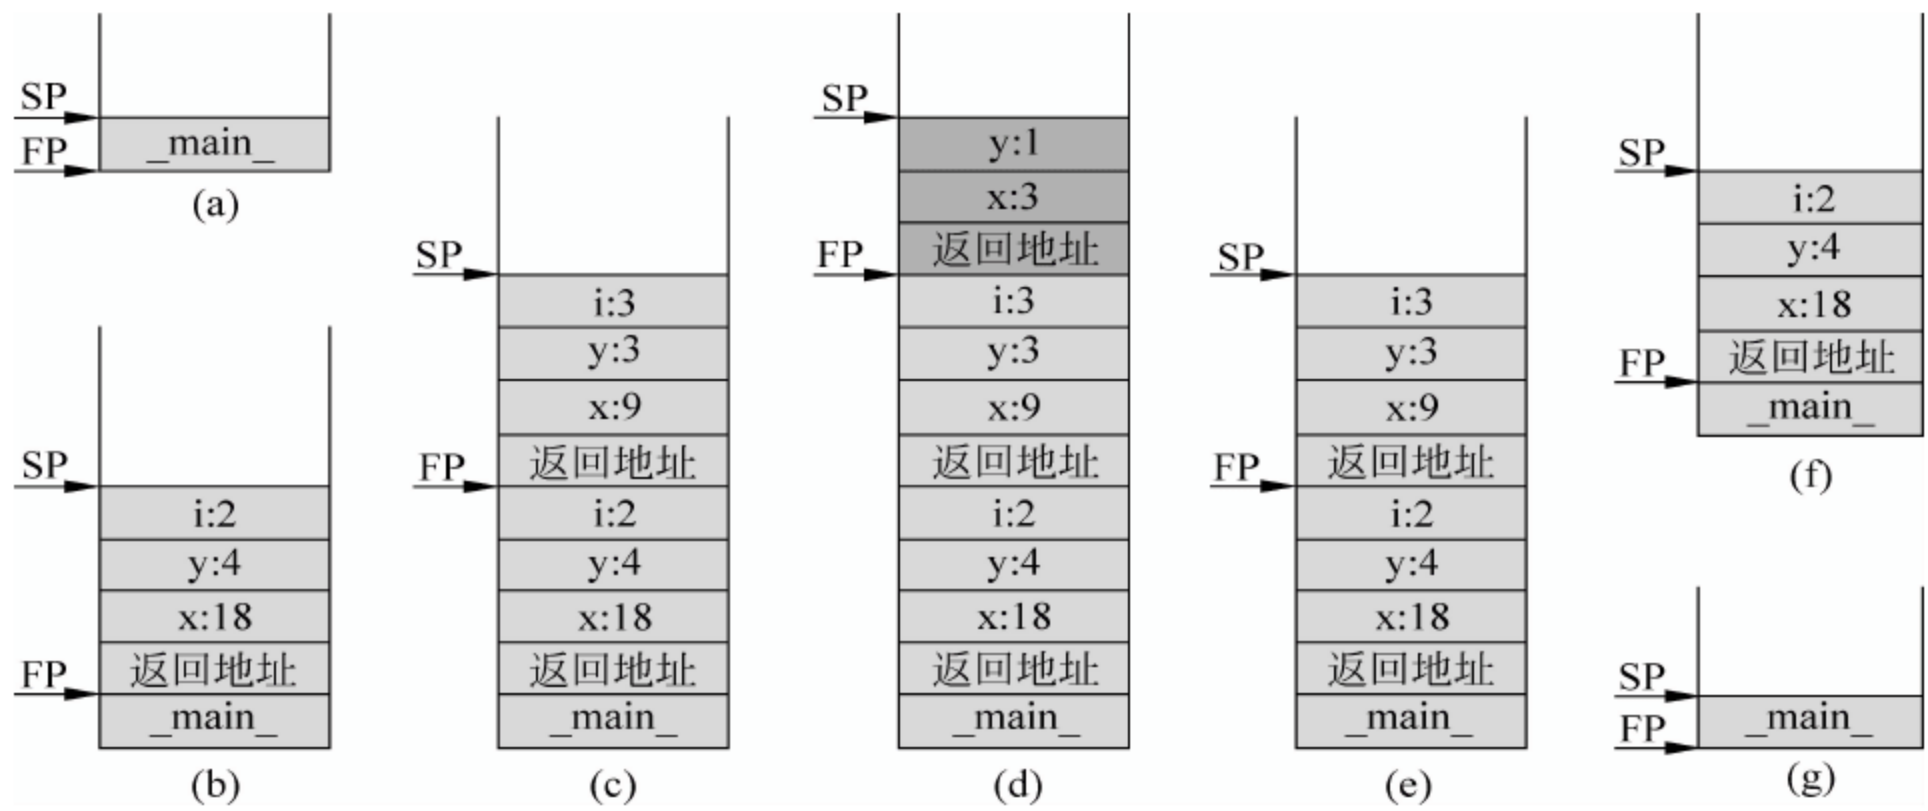 SP
FP
_main_
(a)
SP
i:2
y:4
x:18
FP
返回地址
_main_
(b)
SP
i:3
y:3
x:9
FP
返回地址
i:2
y:4
x:18
返回地址
_main_
(c)
SP
y:1
x:3
FP
返回地址
i:3
y:3
x:9
返回地址
i:2
y:4
x:18
返回地址
_main_
(d)
SP
i:3
y:3
x:9
FP
返回地址
i:2
y:4
x:18
返回地址
_main_
(e)
SP
i:2
y:4
x:18
FP
返回地址
_main_
(f)
SP
FP
_main_
(g)